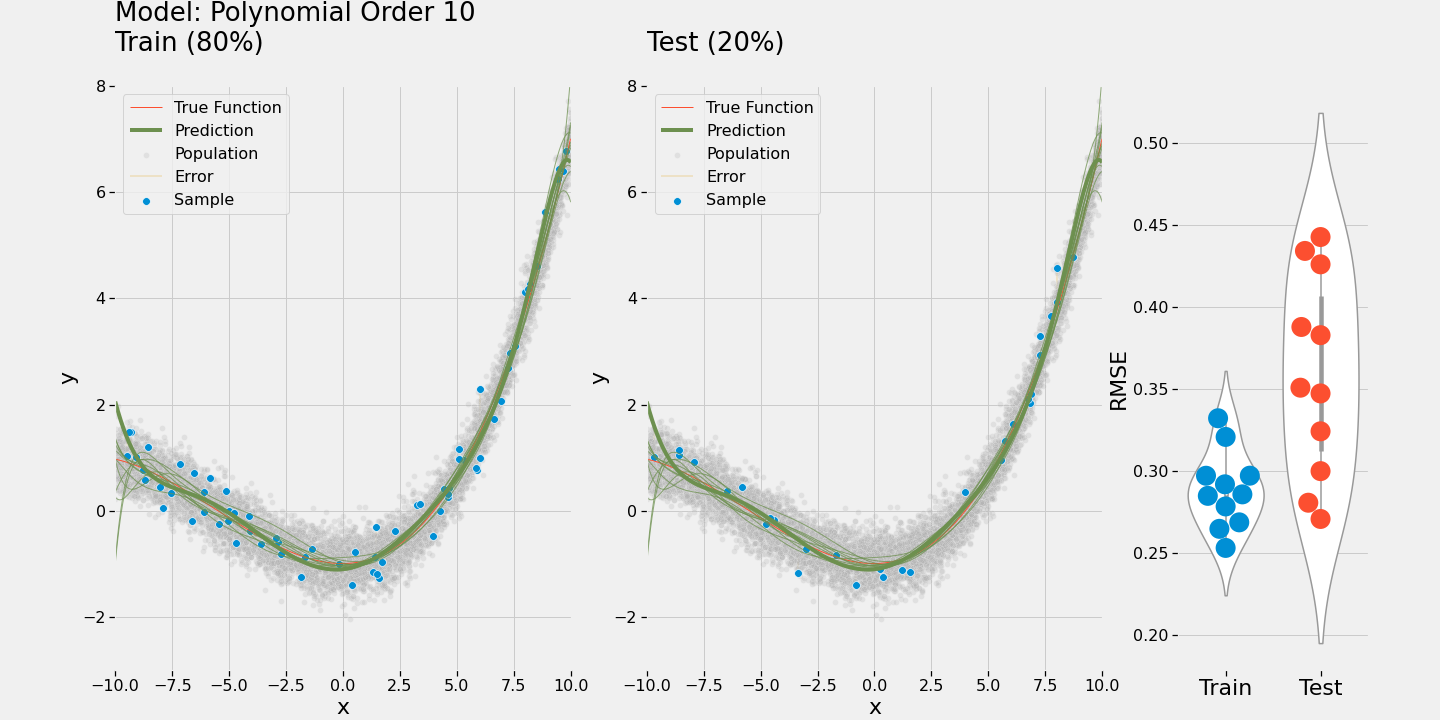 Model: Polynomial Order 10
Train (80%)
Test (20%)
8
6
4
2
0
−2
y
True Function
Prediction
Population
Error
Sample
−10.0 −7.5 −5.0 −2.5 0.0 2.5 5.0 7.5 10.0
x
8
6
4
2
0
−2
y
True Function
Prediction
Population
Error
Sample
−10.0 −7.5 −5.0 −2.5 0.0 2.5 5.0 7.5 10.0
x
RMSE
0.50
0.45
0.40
0.35
0.30
0.25
0.20
Train Test